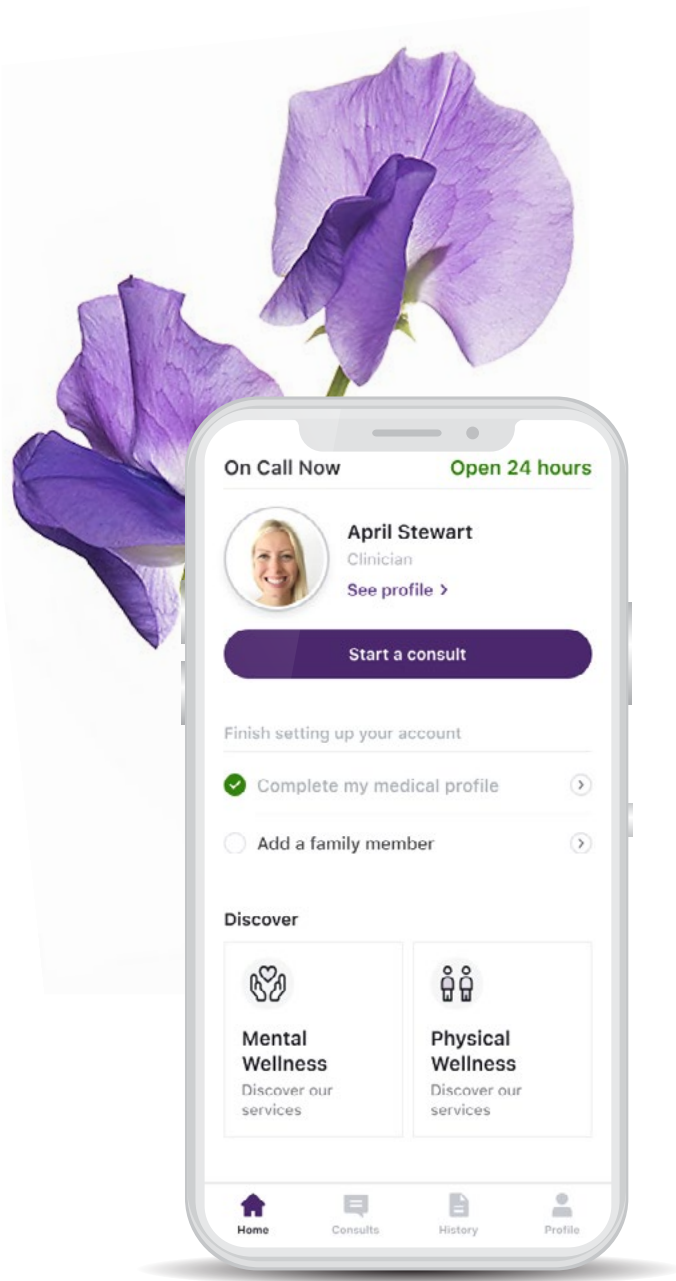 On Call Now
Open 24 hours
April Stewart
Clinician
See profile >
Start a consult
Finish setting up your account
Complete my medical profile
Add a family member
Discover
Mental
Wellness
Discover our
services
Physical
Wellness
Discover our
services
Home
Consults
History
Profile